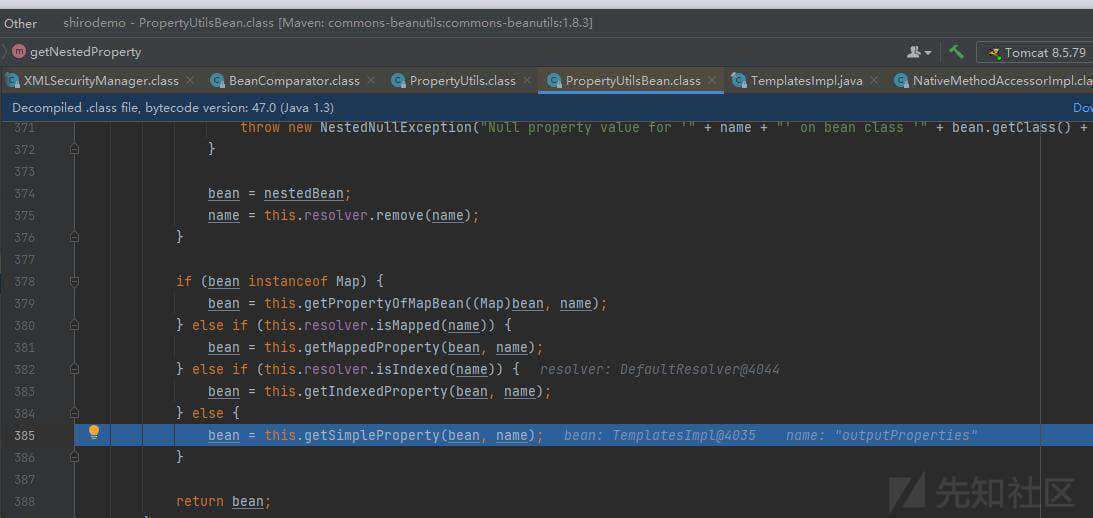 Other shirodemo - PropertyUtilsBean.class [Maven: commons-beanutils:commons-beanutils:1.8.3]
m getNestedProperty Tomcat 8.5.79
XMLSecurityManager.class × BeanComparator.class × PropertyUtils.class × PropertyUtilsBean.class × TemplatesImpl.java × NativeMethodAccessorImpl.cla
Decompiled .class file, bytecode version: 47.0 (Java 1.3) Dov
371 throw new NestedNullException("Null property value for '" + name + "' on bean class '" + bean.getClass() +
372 }
373
374 bean = nestedBean;
375 name = this.resolver.remove(name);
376 }
377
378 if (bean instanceof Map) {
379 bean = this.getPropertyOfMapBean((Map)bean, name);
380 } else if (this.resolver.isMapped(name)) {
381 bean = this.getMappedProperty(bean, name);
382 } else if (this.resolver.isIndexed(name)) { resolver: DefaultResolver@4044
383 bean = this.getIndexedProperty(bean, name);
384 } else {
385 bean = this.getSimpleProperty(bean, name); bean: TemplatesImpl@4035 name: "outputProperties"
386 }
387
388 return bean;
先知社区